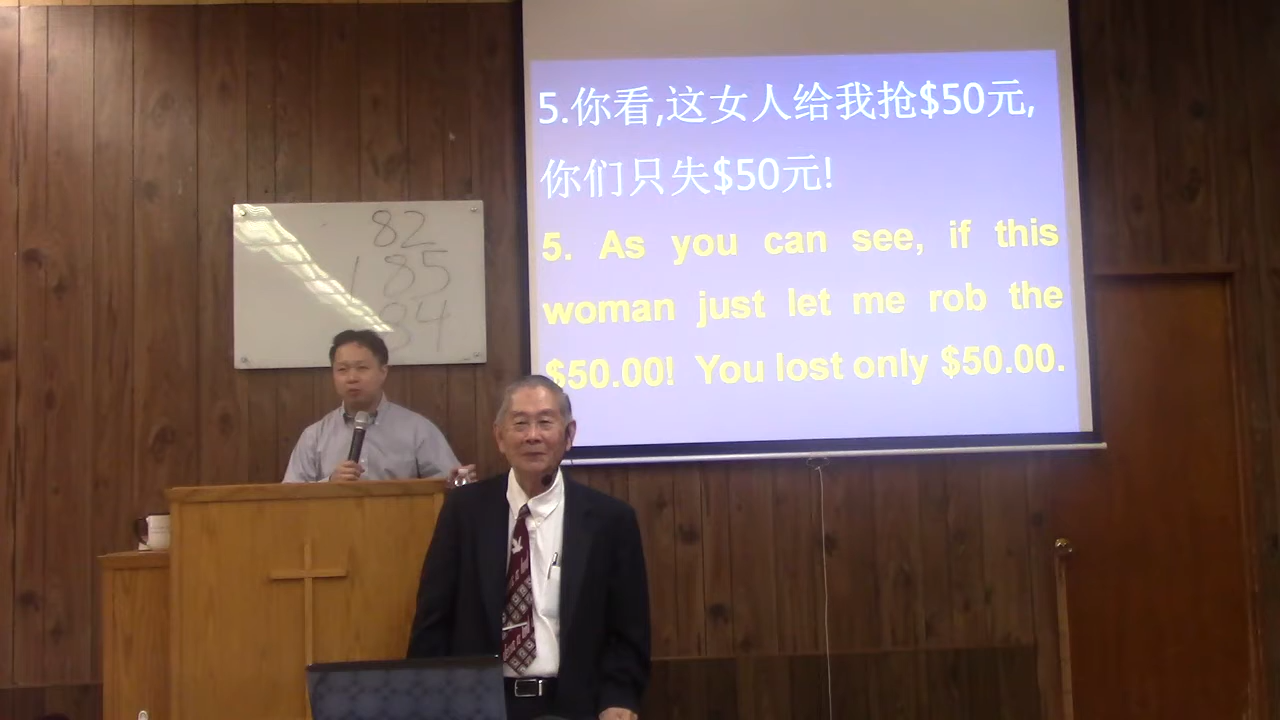 82
185
84
5.你看,这女人给我抢$50元,
你们只失$50元!
5. As you can see, if this
woman just let me rob the
$50.00! You lost only $50.00.